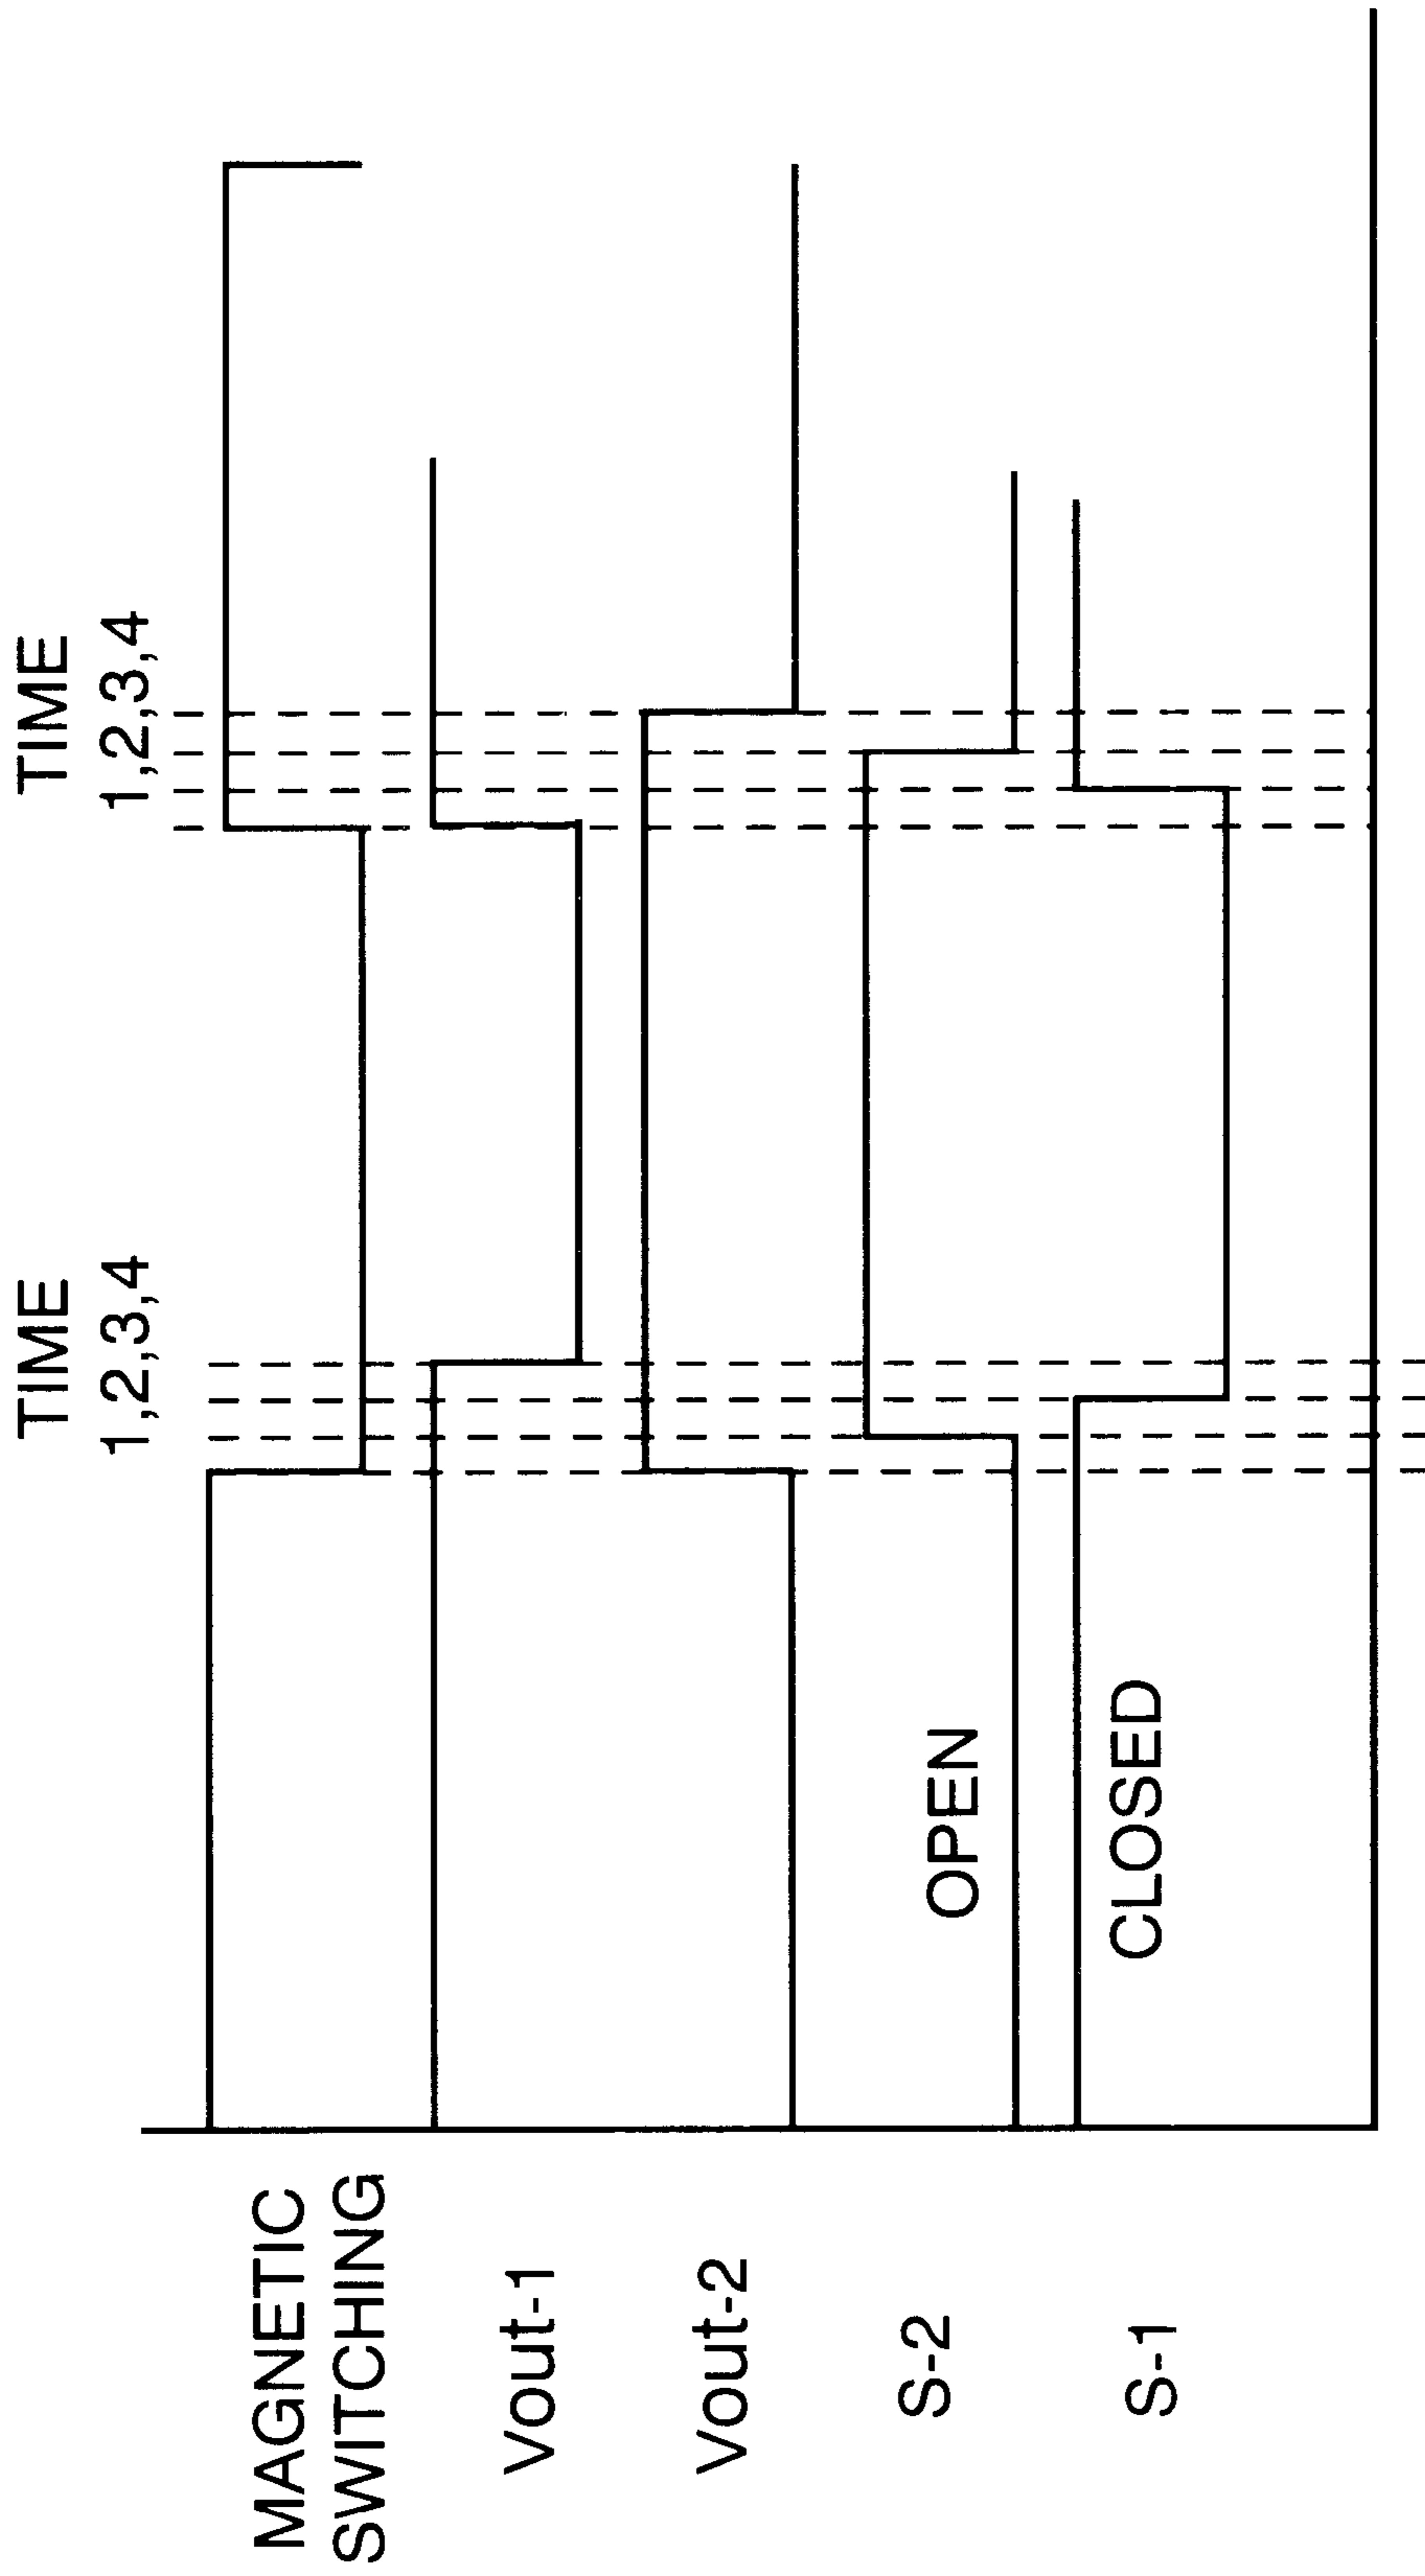 TIME
1,2,3,4
TIME
1,2,3,4
MAGNETIC
SWITCHING
Vout-1
Vout-2
S-2
OPEN
S-1
CLOSED